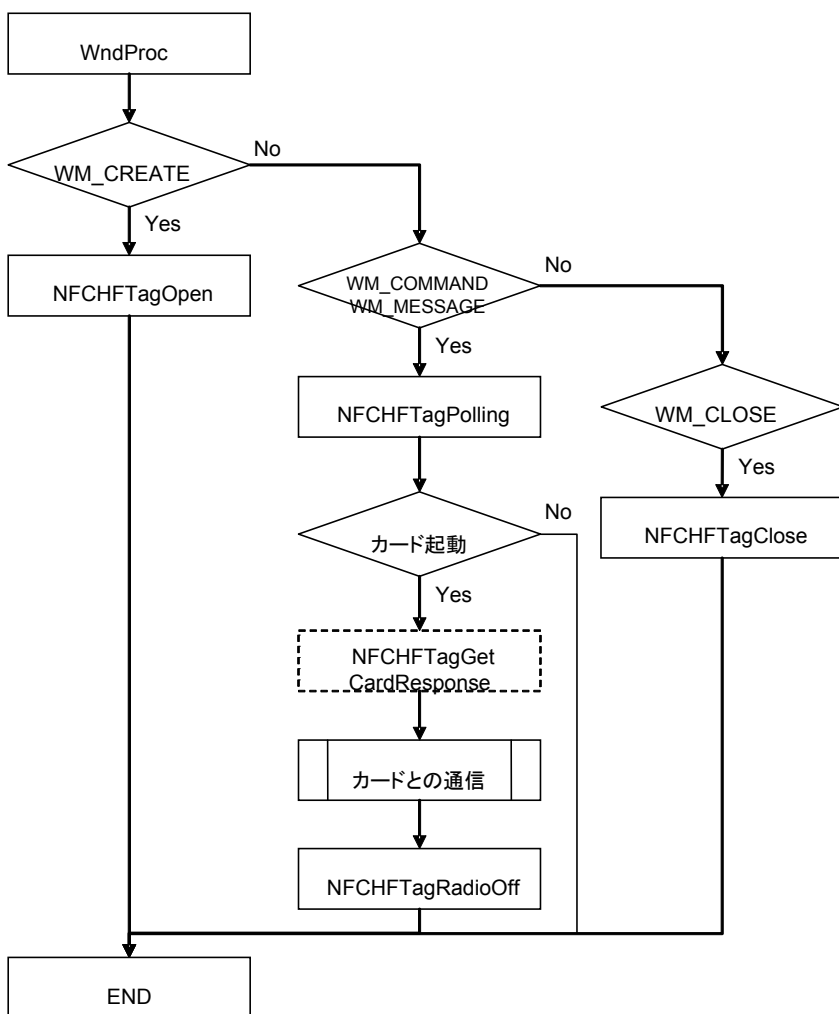 WndProc
WM_CREATE
No
Yes
NFCHFTagOpen
WM_COMMAND
WM_MESSAGE
No
Yes
NFCHFTagPolling
WM_CLOSE
Yes
NFCHFTagClose
カード起動
No
Yes
NFCHFTagGet
CardResponse
カードとの通信
NFCHFTagRadioOff
END